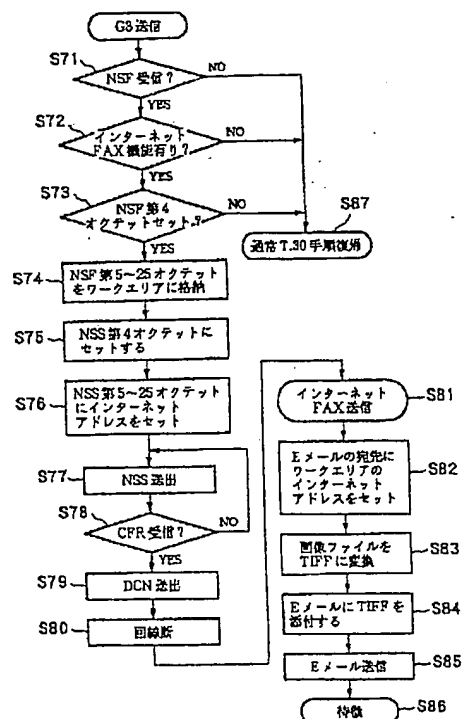 G3送信
S71
NSF受信?
NO
YES
S72
インターネット
FAX機能有り?
NO
YES
S73
NSF第4
オクテットセット?
NO
YES
S87
通常T.30手順復帰
S74
NSF第5~25オクテット
をワークエリアに格納
S75
NSS第4オクテットに
セットする
S76
NSS第5~25オクテット
にインターネット
アドレスをセット
S77
NSS送出
S78
CFR受信?
NO
YES
S79
DCN送出
S80
回線断
インターネット
FAX送信
S81
Eメールの宛先に
ワークエリアの
インターネット
アドレスをセット
S82
画像ファイルを
TIFFに変換
S83
EメールにTIFFを
添付する
S84
Eメール送信
S85
待機
S86